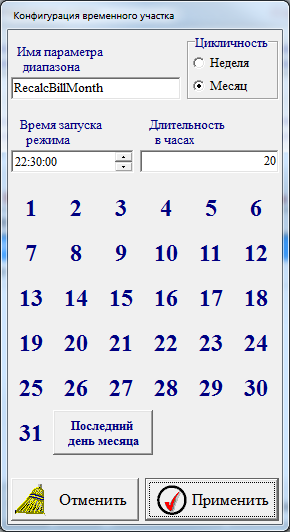 Конфигурация временного участка
Имя параметра
диапазона
RecalcBillMonth
Цикличность
Неделя
Месяц
Время запуска
режима
22:30:00
Длительность
в часах
20
1 2 3 4 5 6
7 8 9 10 11 12
13 14 15 16 17 18
19 20 21 22 23 24
25 26 27 28 29 30
31
Последний
день месяца
Отменить
Применить